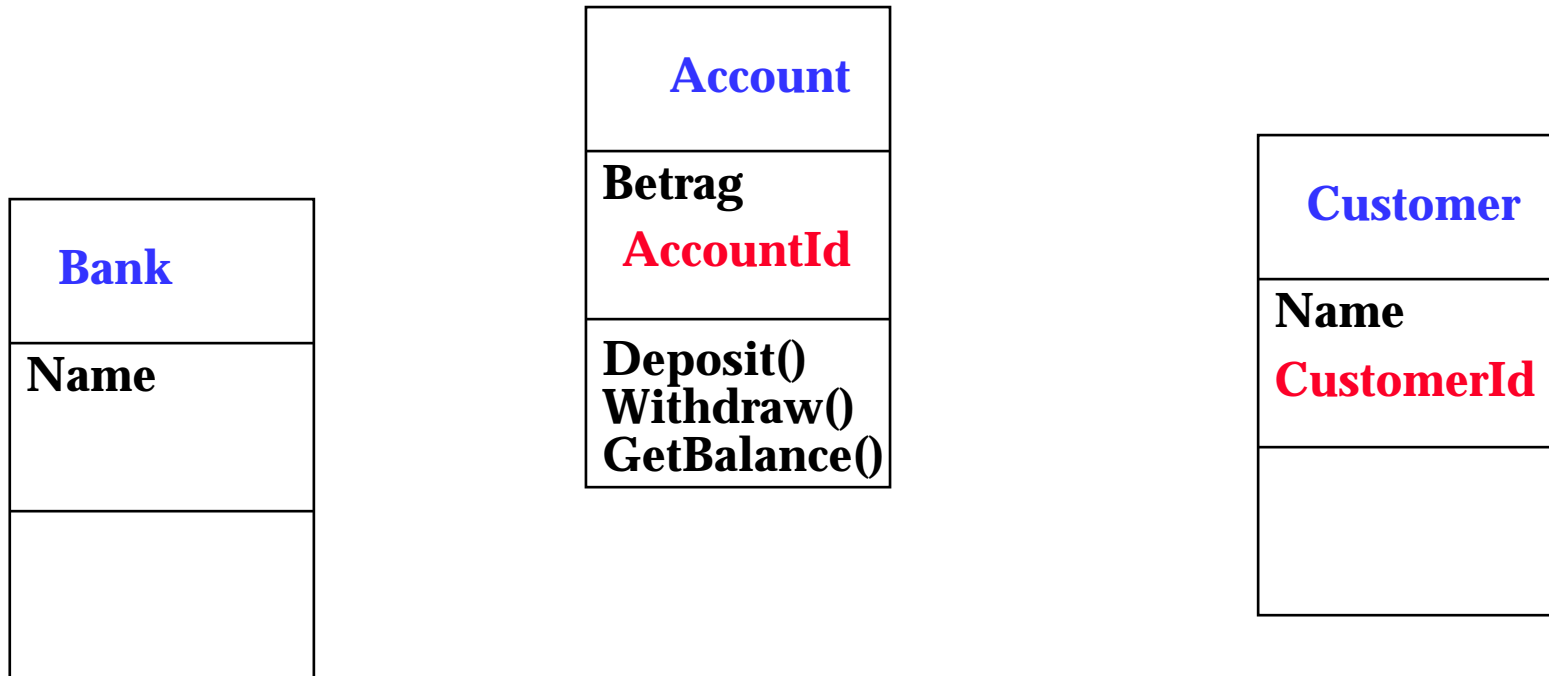 Bank
Name
Account
Betrag
AccountId
Deposit()
Withdraw()
GetBalance()
Customer
Name
CustomerId